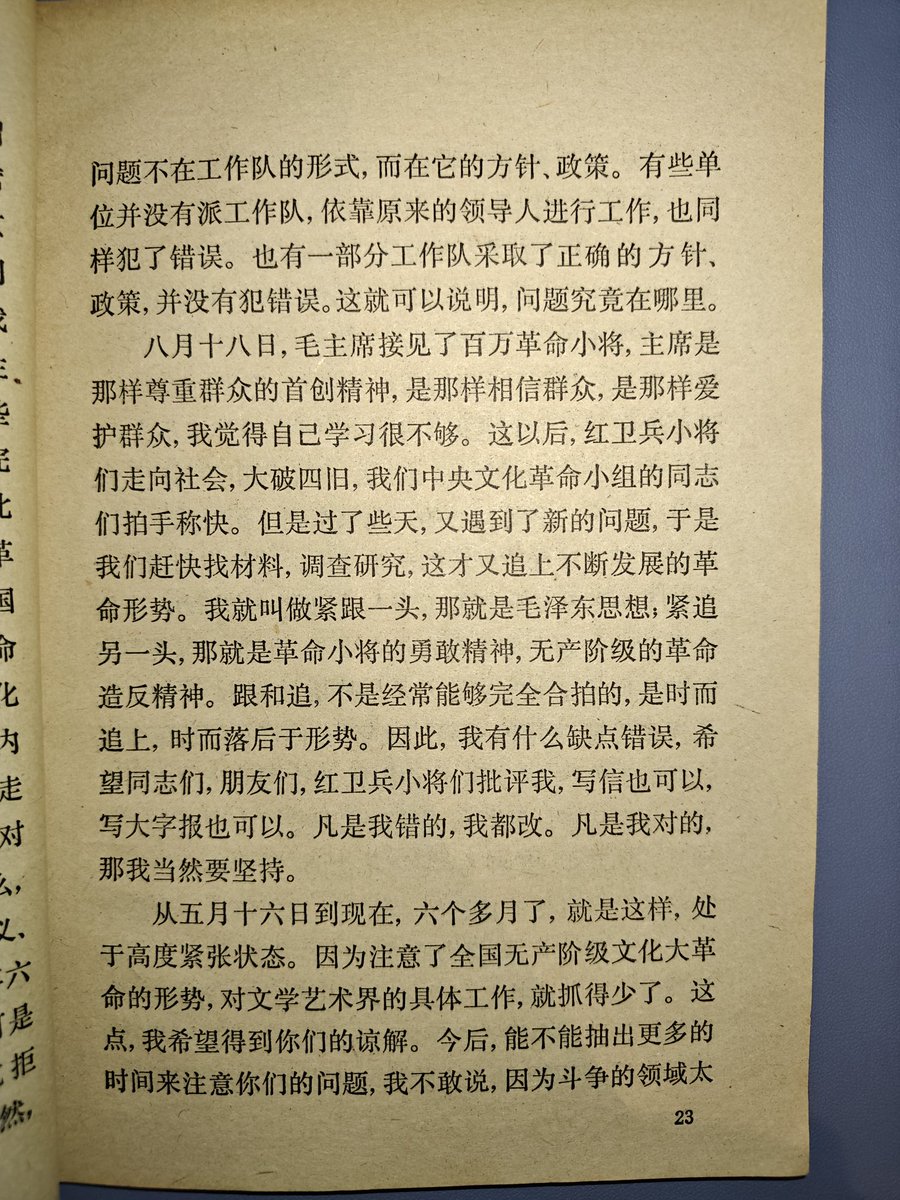 问题不在工作队的形式，而在它的方针、政策。有些单
位并没有派工作队，依靠原来的领导人进行工作，也同
样犯了错误。也有一部分工作队采取了正确的方针、
政策，并没有犯错误。这就可以说明，问题究竟在哪里。
八月十八日，毛主席接见了百万革命小将，主席是
那样尊重群众的首创精神，是那样相信群众，是那样爱
护群众，我觉得自己学习很不够。这以后，红卫兵小将
们走向社会，大破四旧，我们中央文化革命小组的同志
们拍手称快。但是过了些天，又遇到了新的问题，于是
我们赶快找材料，调查研究，这才又追上不断发展的革
命形势。我就叫做紧跟一头，那就是毛泽东思想；紧追
另一头，那就是革命小将的勇敢精神，无产阶级的革命
造反精神。跟和追，不是经常能够完全合拍的，是时而
追上，时而落后于形势。因此，我有什么缺点错误，希
望同志们，朋友们，红卫兵小将们批评我，写信也可以，
写大字报也可以。凡是我错的，我都改。凡是我对的，
那我当然要坚持。
从五月十六日到现在，六个多月了，就是这样，处
于高度紧张状态。因为注意了全国无产阶级文化大革
命的形势，对文学艺术界的具体工作，就抓得少了。这
点，我希望得到你们的谅解。今后，能不能抽出更多的
时间来注意你们的问题，我不敢说，因为斗争的领域太
23
国
命
化
内
走
对
么，
义、
六
是
拒
然，